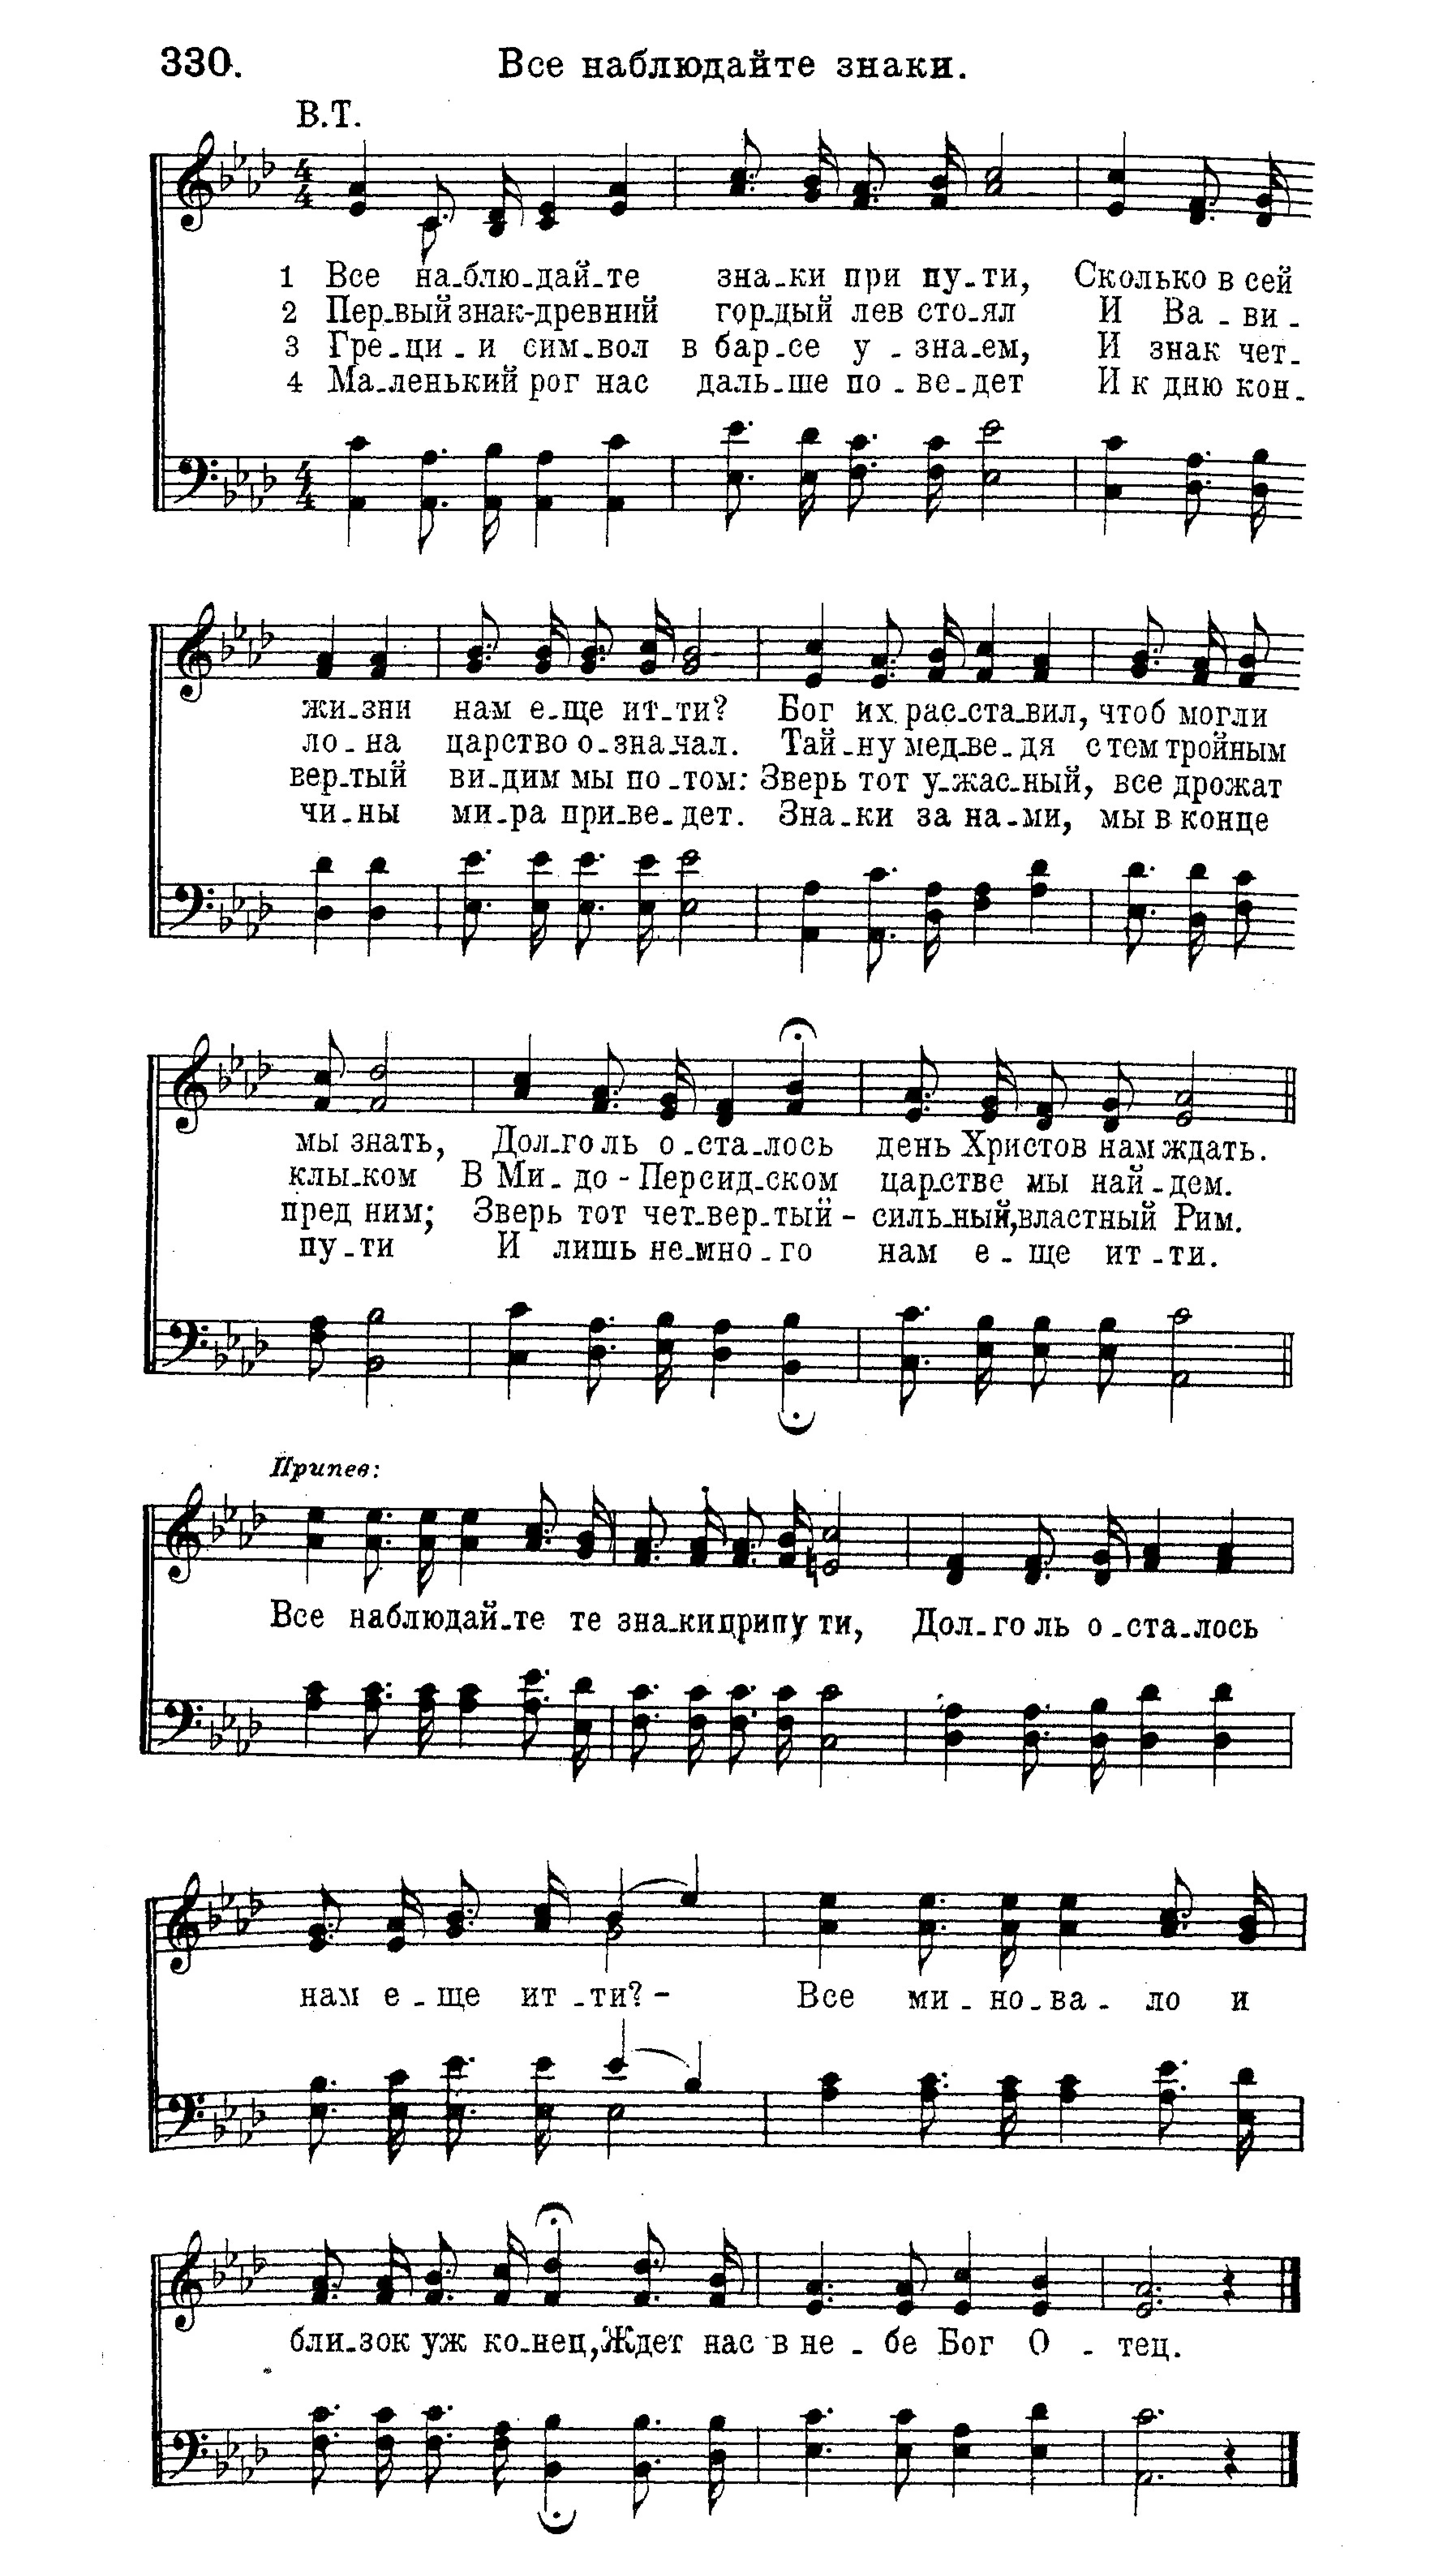 330. Все наблюдайте знаки.
В.Т.
4 4
1 Все на-блю-дай-те зна-ки при пу-ти, Сколько в сей
2 Пер-вый знак-древний гор-дый лев сто-ял И Ва-ви-
3 Гре-ци-и сим-вол в бар-се у-зна-ем, И знак чет-
4 Ма-ленький рог нас даль-ше по-ве-дет И к дню кон-
4 4
жи-зни нам е-ще ит-ти? Бог их рас-ста-вил, чтоб могли
ло-на царство о-зна-чал. Тай-ну мед-ве-дя с тем тройным
вер-тый ви-дим мы по-том: Зверь тот у-жас-ный, все дрожат
чи-ны ми-ра при-ве-дет. Зна-ки за на-ми, мы в конце
мы знать, Дол-го ль о-ста-лось день Христов нам ждать.
клы-ком В Ми-до-Персид-ском цар-стве мы най-дем.
пред ним; Зверь тот чет-вер-тый - силь-ный, властный Рим.
пу-ти И лишь не-мно-го нам е-ще ит-ти.
Припев:
Все наблюдай-те те зна-ки при пу ти, Дол-го ль о-ста-лось
нам е-ще ит-ти?- Все ми-но-ва-ло и
бли-зок уж ко-нец, Ждет нас в не-бе Бог О-тец.